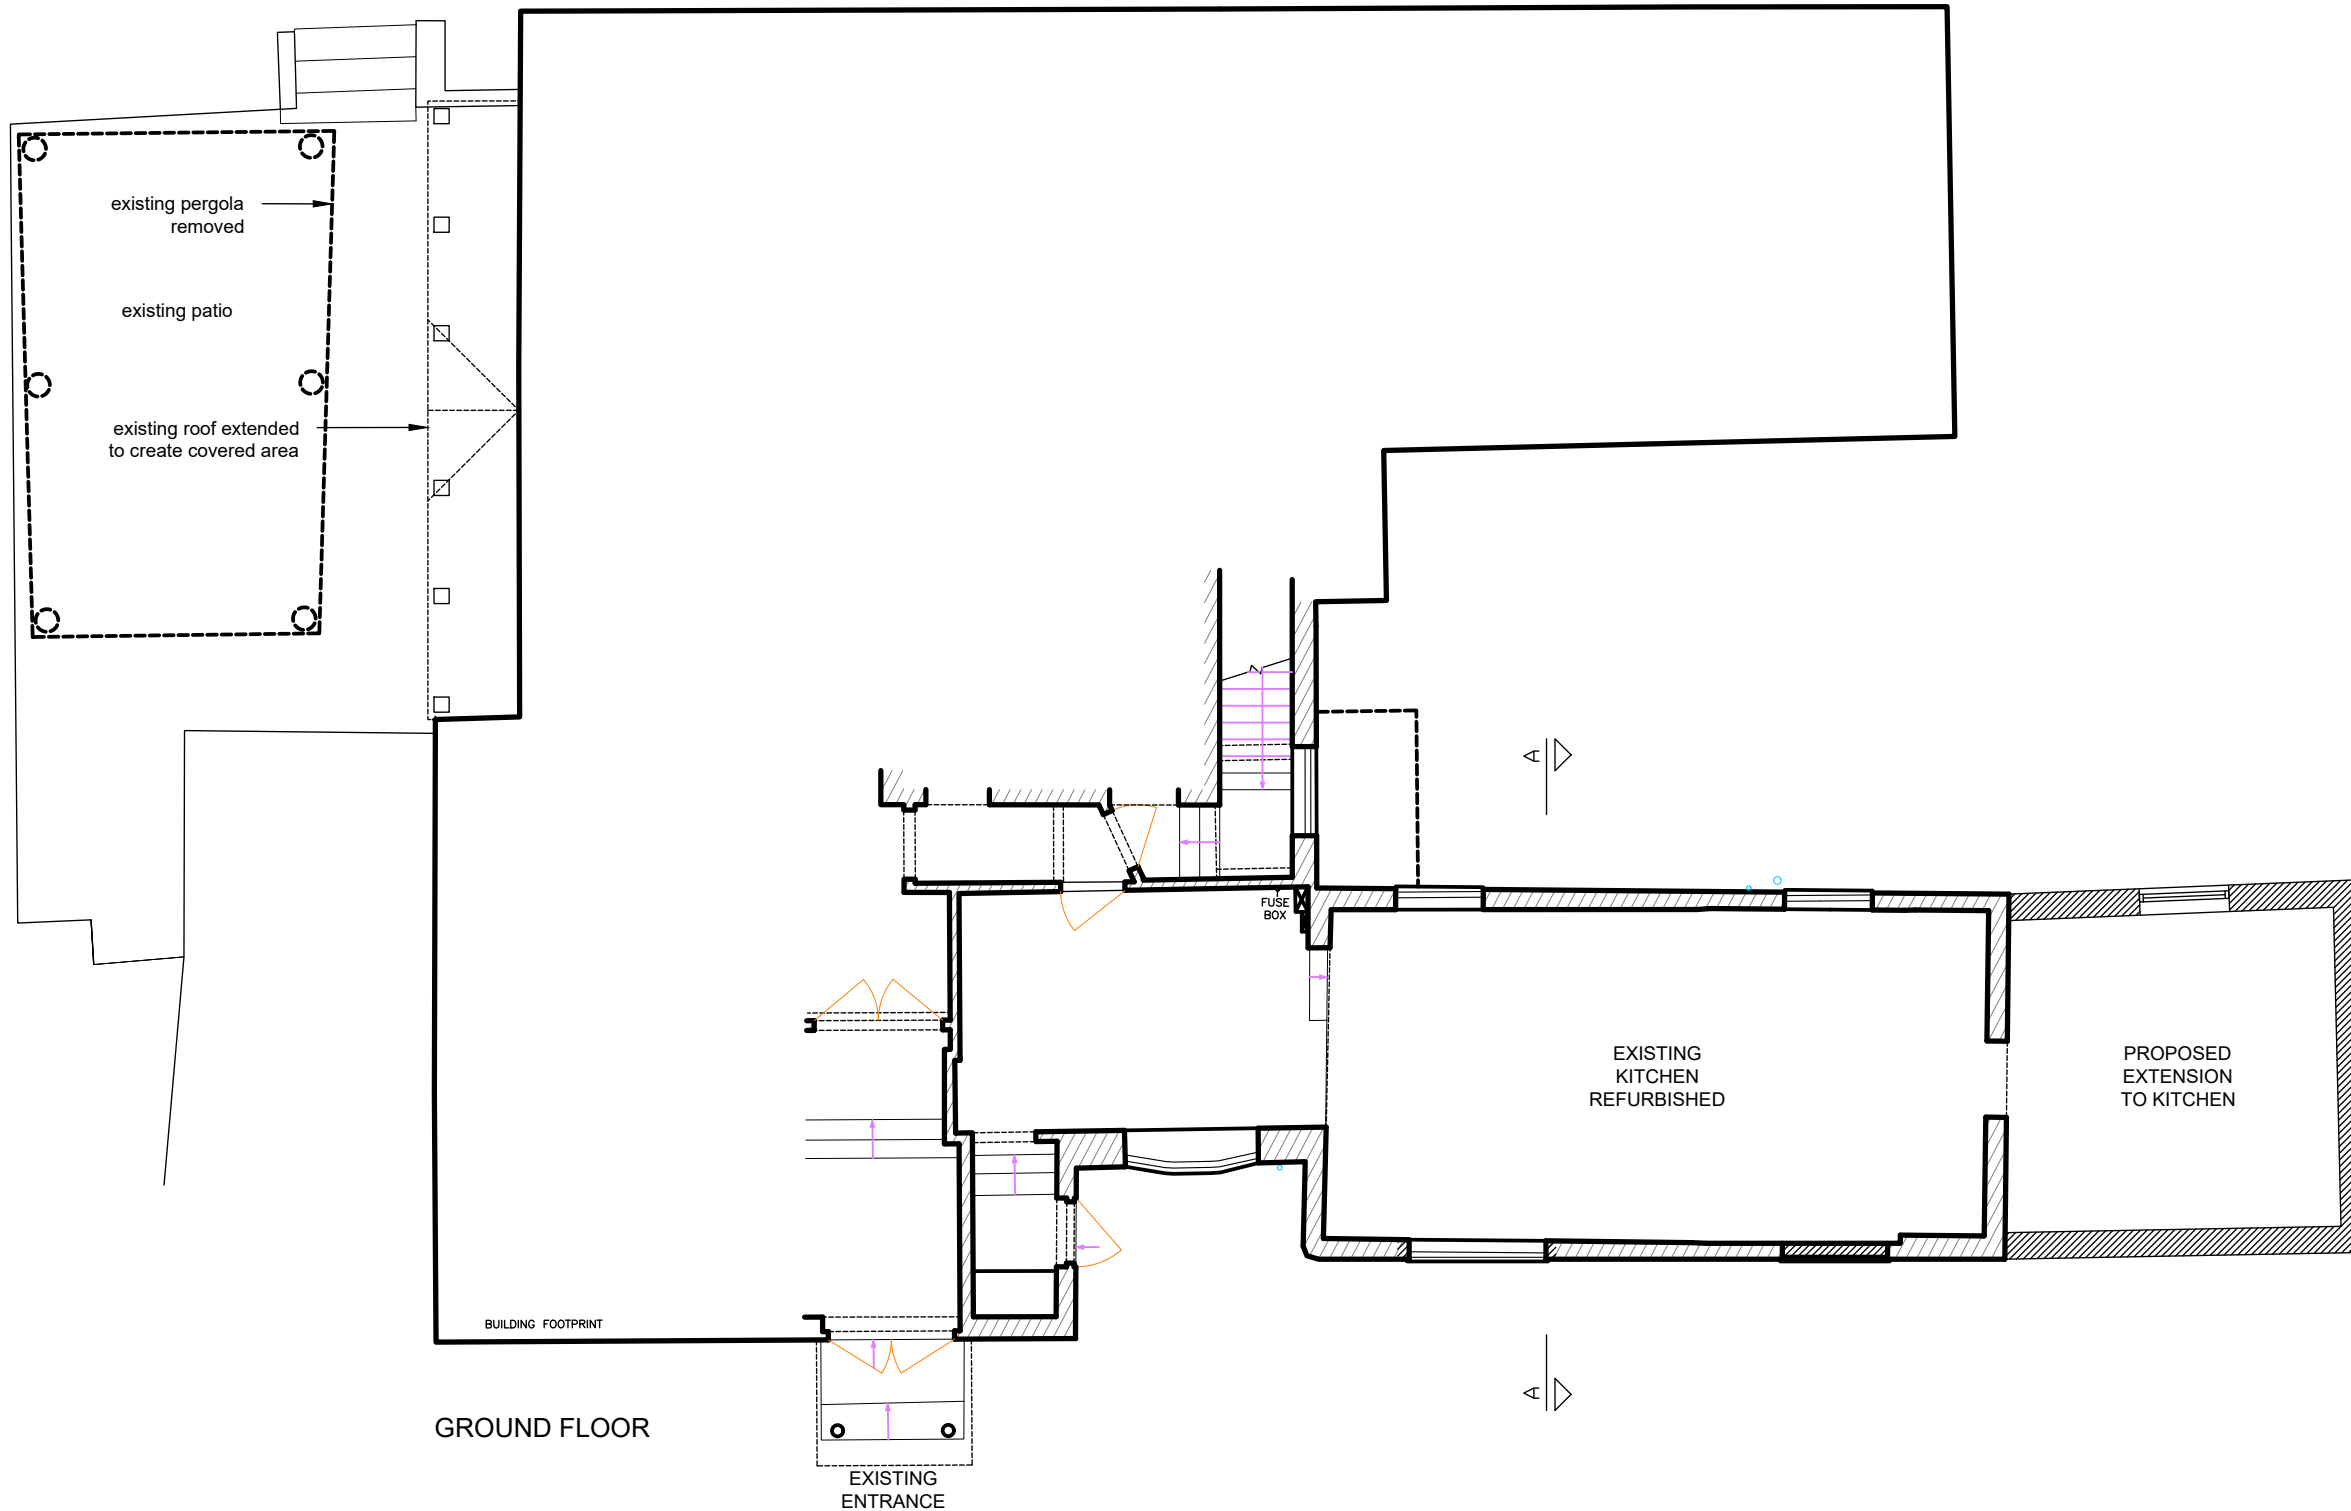 existing pergola
removed
existing patio
existing roof extended
to create covered area
A
FUSE
BOX
EXISTING
KITCHEN
REFURBISHED
PROPOSED
EXTENSION
TO KITCHEN
BUILDING FOOTPRINT
A
GROUND FLOOR
EXISTING
ENTRANCE